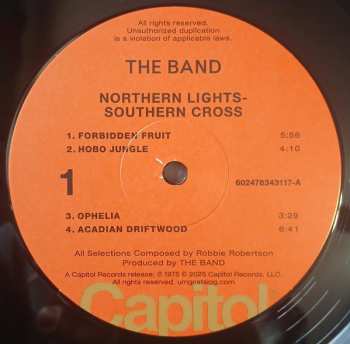 All rights reserved.
Unauthorized duplication
is a violation of applicable laws.
THE BAND
NORTHERN LIGHTS-
SOUTHERN CROSS
1. FORBIDDEN FRUIT 5:58
2. HOBO JUNGLE 4:10
1
602478343117-A
3. OPHELIA 3:29
4. ACADIAN DRIFTWOOD 6:41
All Selections Composed by Robbie Robertson
Produced by THE BAND
A Capitol Records release; ℗ 1975 © 2025 Capitol Records, LLC.
All rights reserved. umgcatalog.com
Capitol